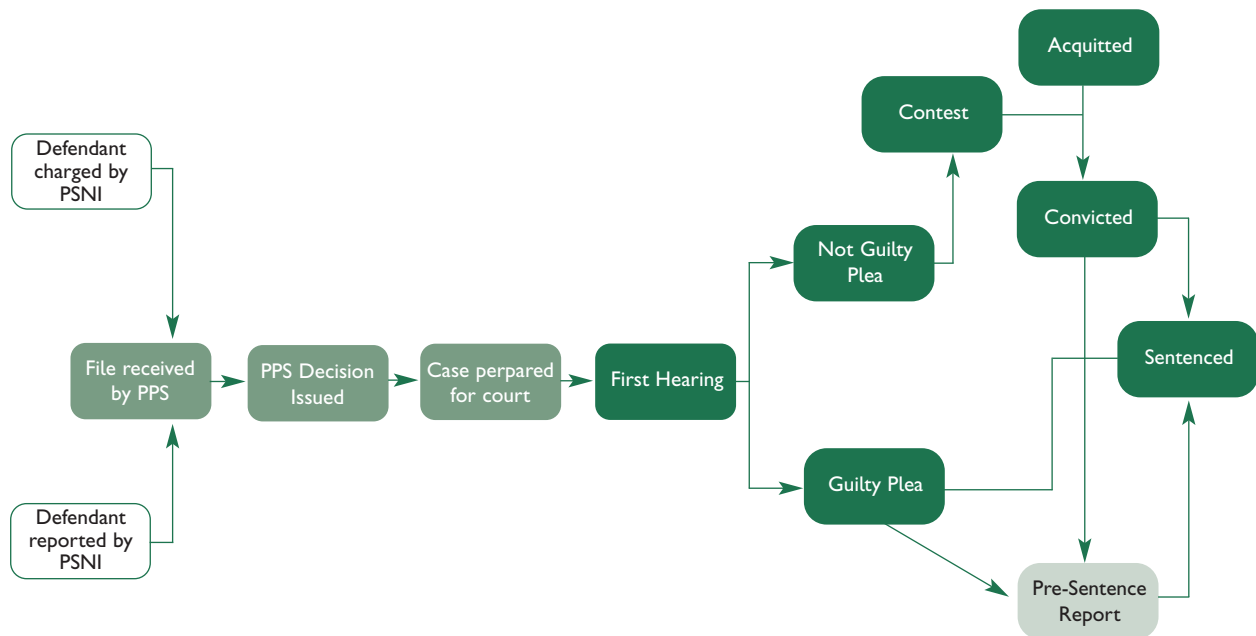 Defendant
charged by
PSNI
Defendant
reported by
PSNI
File received
by PPS
PPS Decision
Issued
Case perpared
for court
First Hearing
Not Guilty
Plea
Contest
Acquitted
Convicted
Sentenced
Guilty Plea
Pre-Sentence
Report